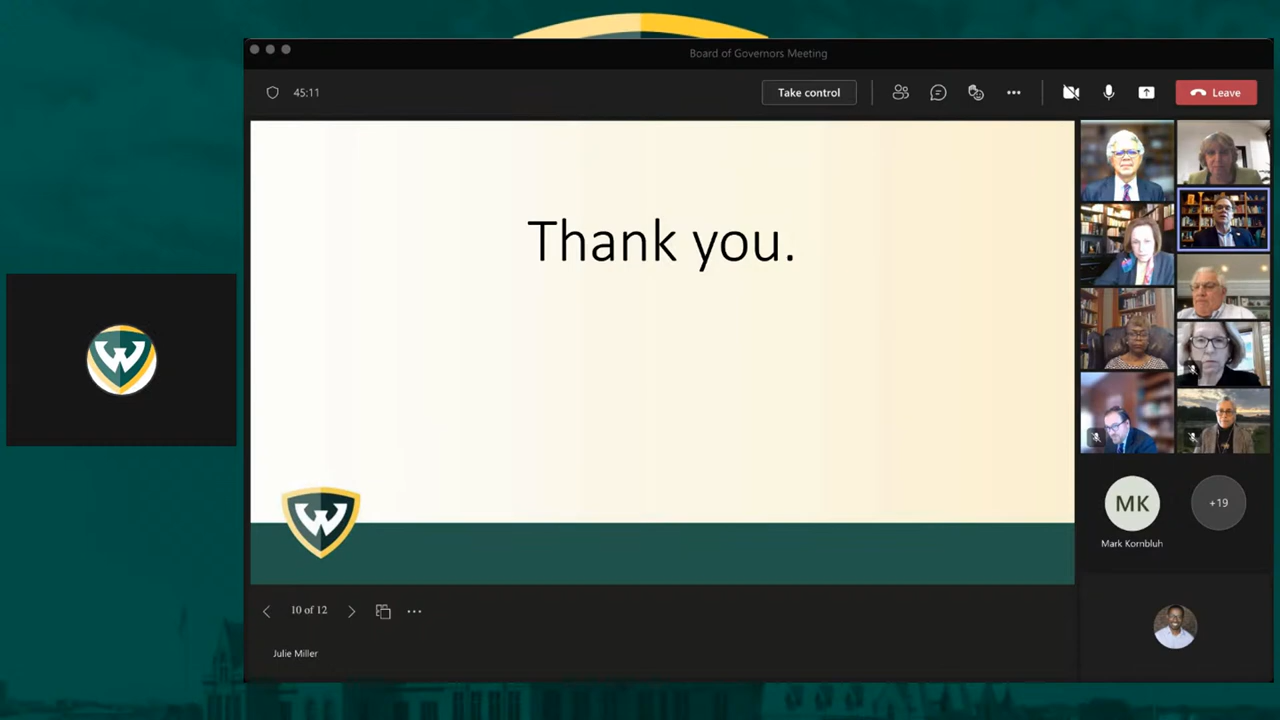 Board of Governors Meeting
45:11
Take control
Leave
Thank you.
W
W
MK
+19
Mark Kornbluh
10 of 12
Julie Miller